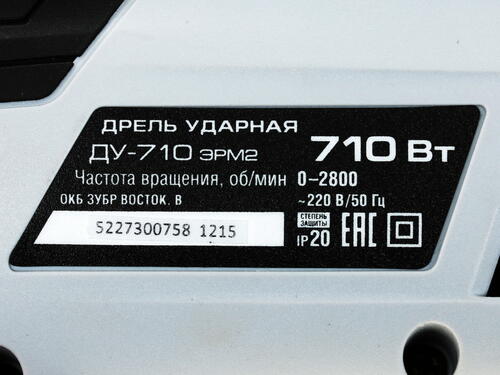 ДРЕЛЬ УДАРНАЯ
ДУ-710 ЭРМ2 710 Вт
Частота вращения, об/мин 0-2800
ОКБ ЗУБР ВОСТОК. В ~220 В/50 Гц
5227300758 1215
СТЕПЕНЬ ЗАЩИТЫ
IP20 EAC